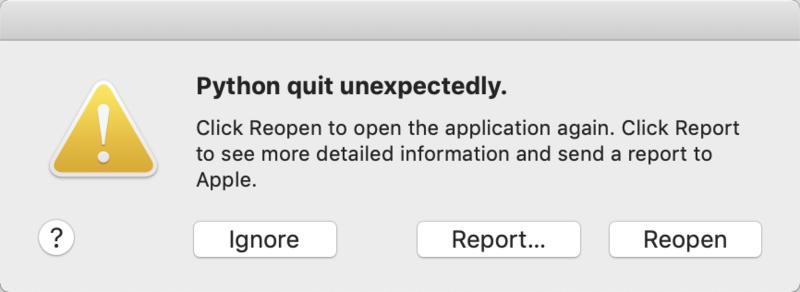 Python quit unexpectedly.
Click Reopen to open the application again. Click Report
to see more detailed information and send a report to
Apple.
? Ignore Report... Reopen